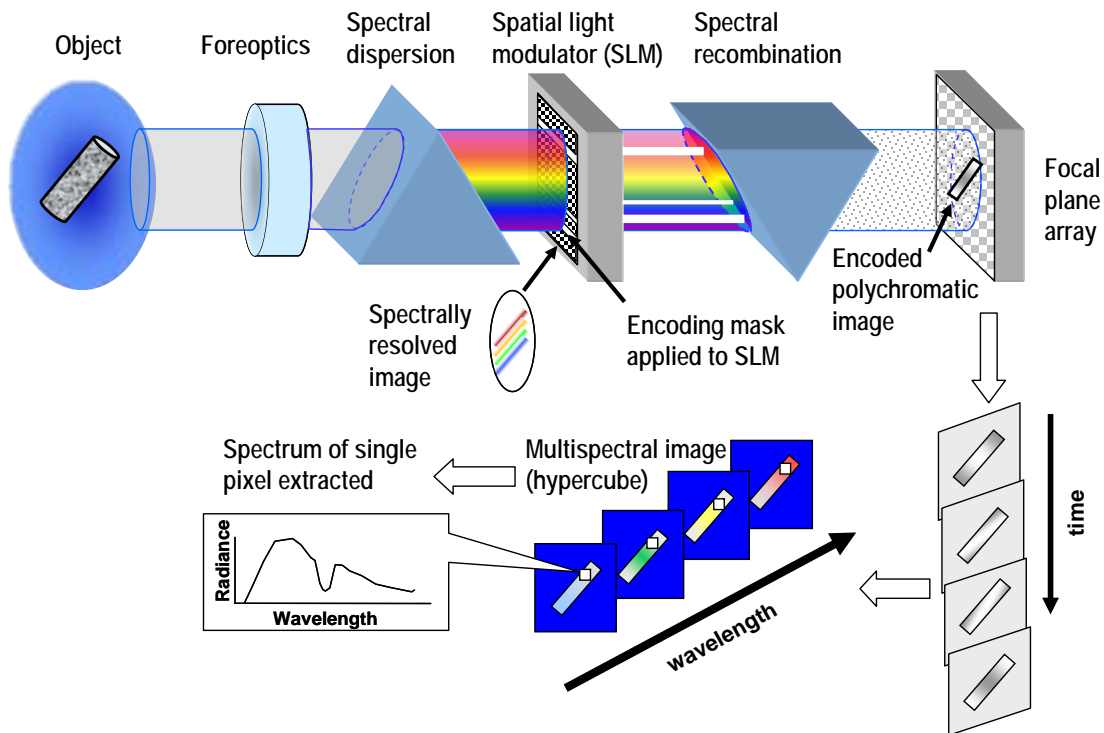 Object
Foreoptics
Spectral
dispersion
Spatial light
modulator (SLM)
Spectral
recombination
Focal
plane
array
Encoded
polychromatic
image
Spectrally
resolved
image
Encoding mask
applied to SLM
Spectrum of single
pixel extracted
Multispectral image
(hypercube)
time
Radiance
Wavelength
wavelength